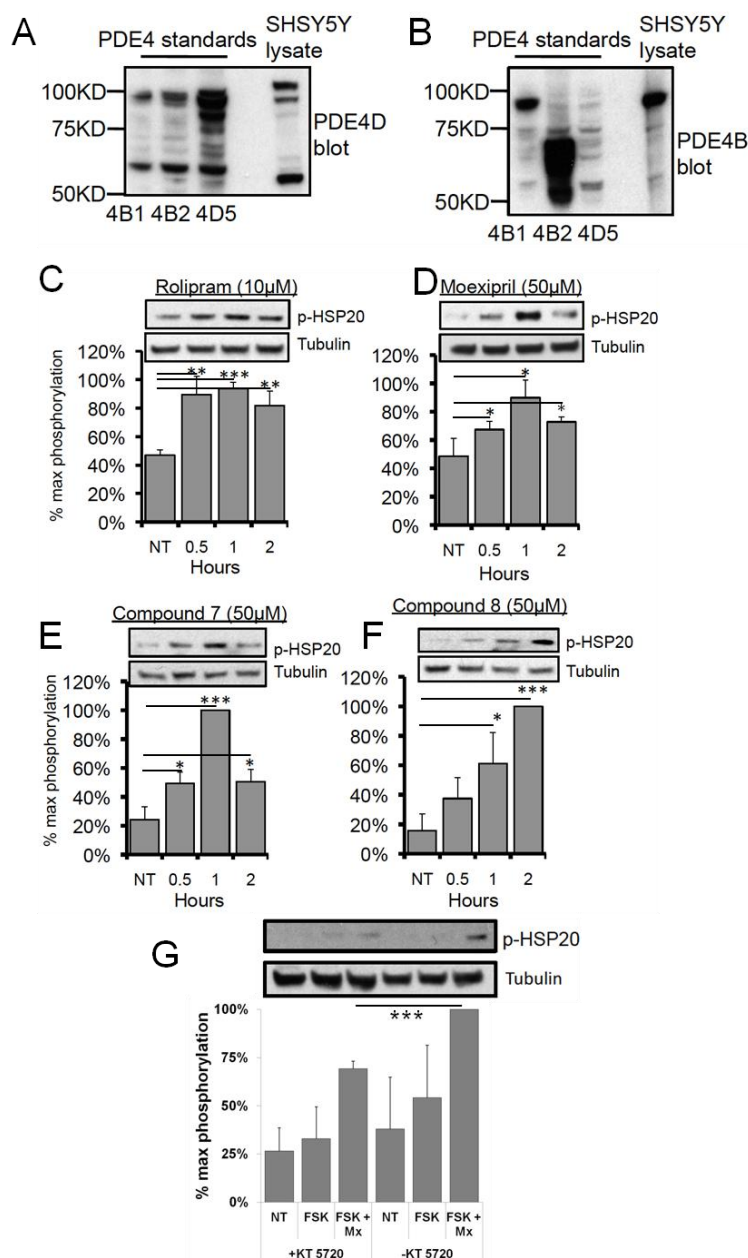 A
PDE4 standards
SHSY5Y
lysate
100KD
75KD
50KD
PDE4D
blot
4B1 4B2 4D5
B
PDE4 standards
SHSY5Y
lysate
100KD
75KD
50KD
PDE4B
blot
4B1 4B2 4D5
C
Rolipram (10µM)
p-HSP20
Tubulin
% max phosphorylation
120%
100%
80%
60%
40%
20%
0%
** *** **
NT 0.5 1 2
Hours
D
Moexipril (50µM)
p-HSP20
Tubulin
120%
100%
80%
60%
40%
20%
0%
* * *
NT 0.5 1 2
Hours
E
Compound 7 (50µM)
p-HSP20
Tubulin
% max phosphorylation
120%
100%
80%
60%
40%
20%
0%
* *** *
NT 0.5 1 2
Hours
F
Compound 8 (50µM)
p-HSP20
Tubulin
120%
100%
80%
60%
40%
20%
0%
* ***
NT 0.5 1 2
Hours
G
p-HSP20
Tubulin
% max phosphorylation
100%
75%
50%
25%
0%
***
NT FSK FSK + Mx NT FSK FSK + Mx
+KT 5720 -KT 5720